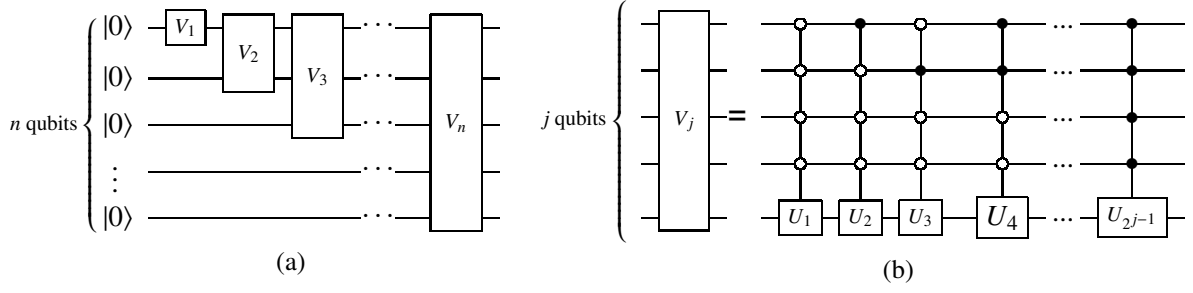 n qubits
|0⟩
|0⟩
|0⟩
⋮
|0⟩
V₁
V₂
V₃
···
···
···
···
···
Vₙ
(a)
j qubits
Vⱼ
=
U₁
U₂
U₃
U₄
...
...
...
...
...
U₂ⱼ₋₁
(b)